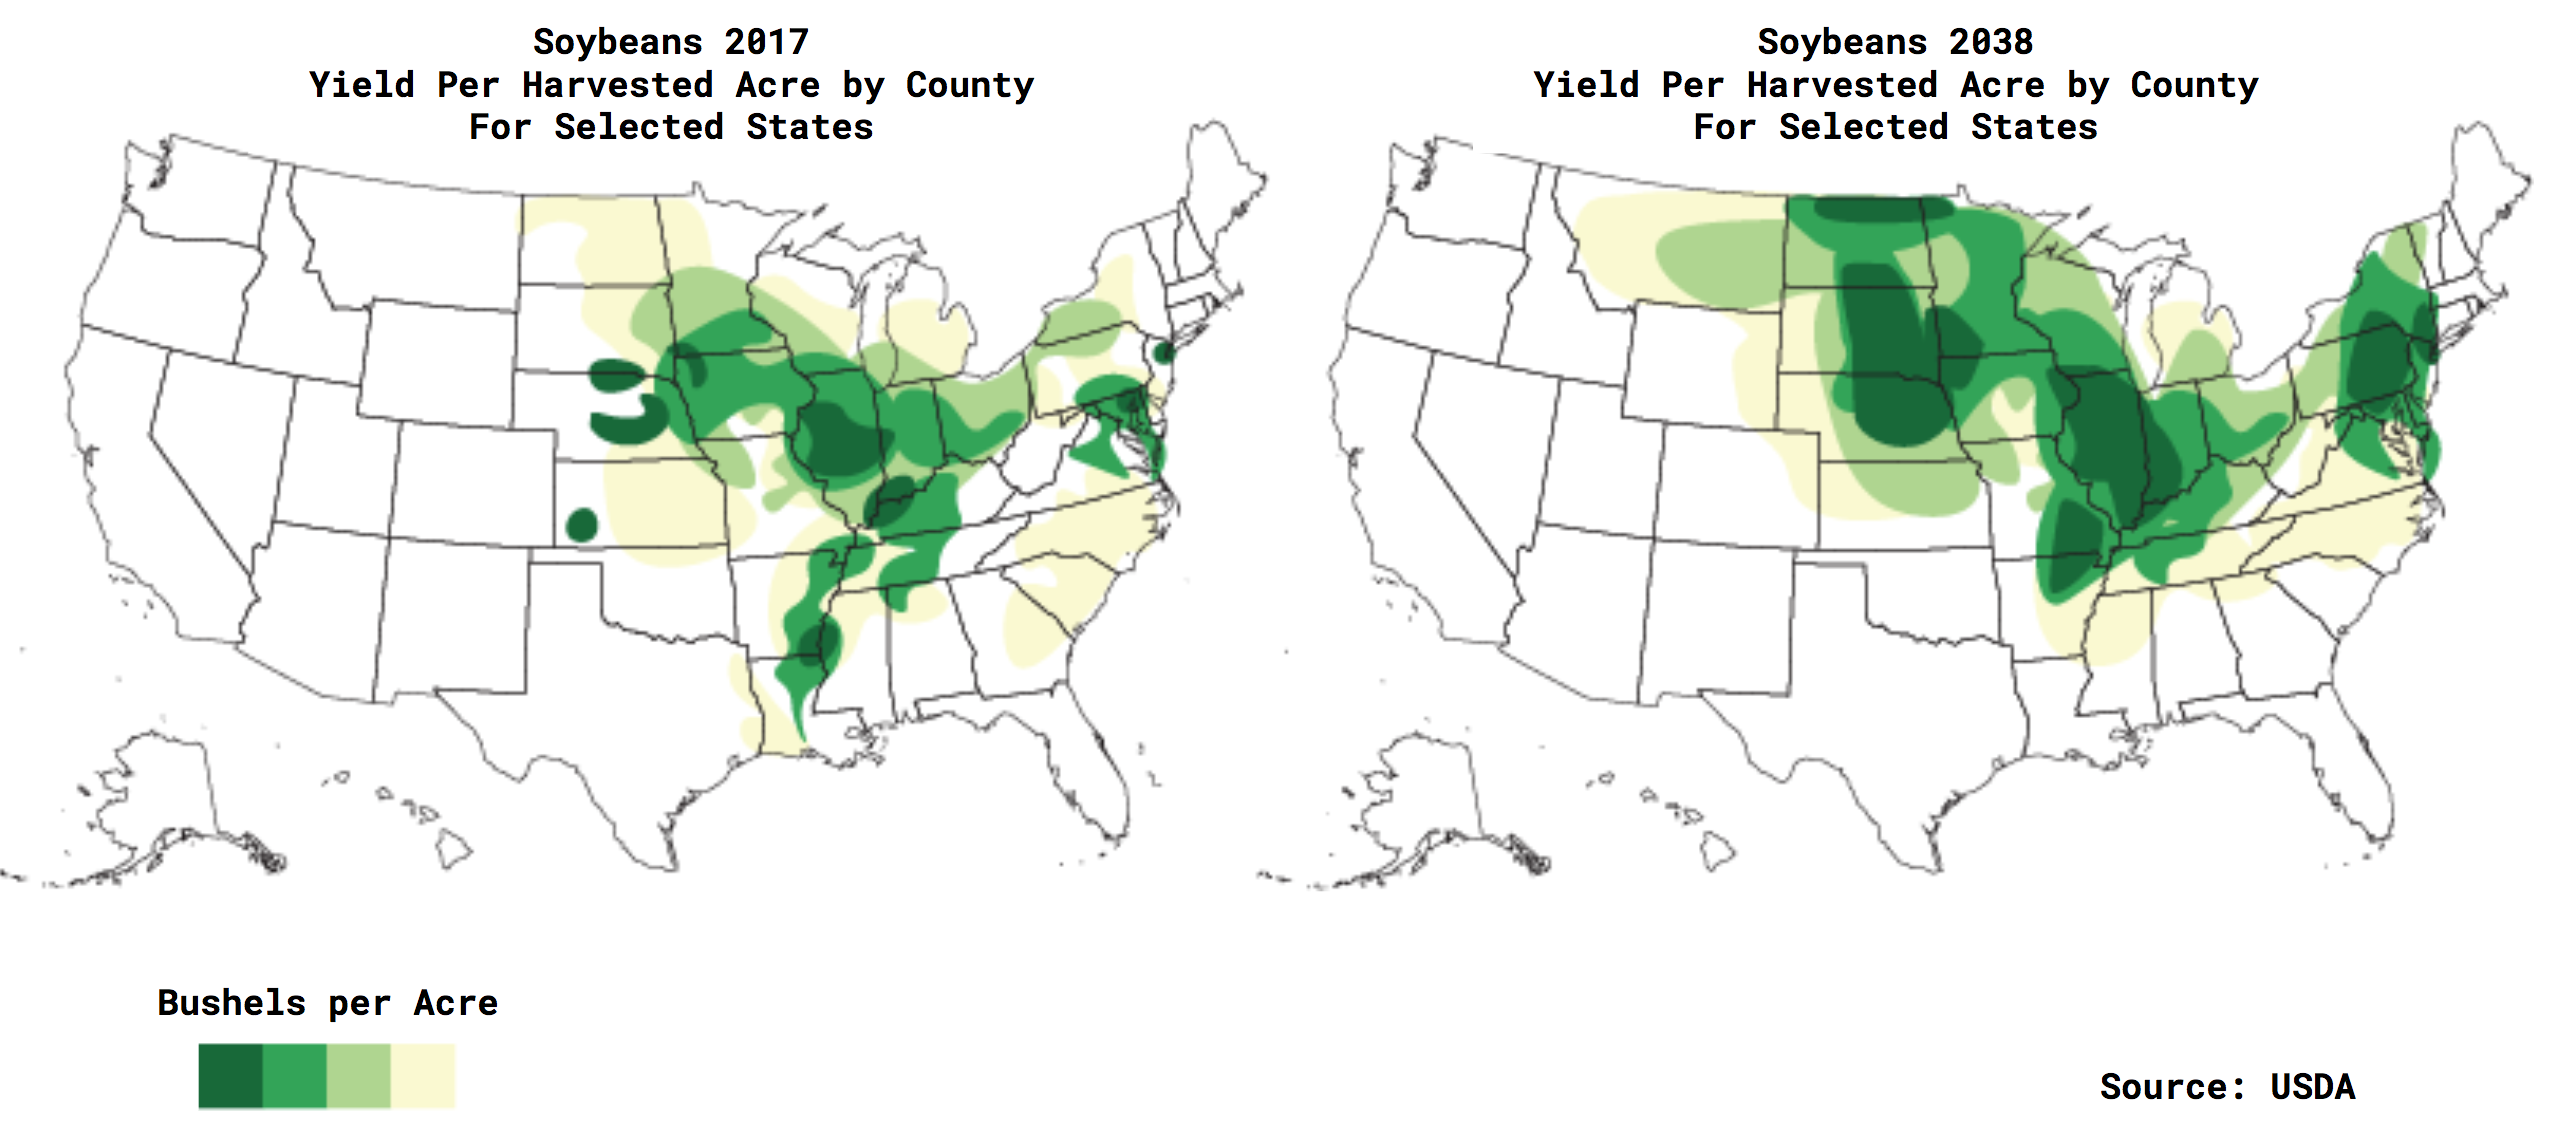 Soybeans 2017
Yield Per Harvested Acre by County
For Selected States
Soybeans 2038
Yield Per Harvested Acre by County
For Selected States
Bushels per Acre
Source: USDA